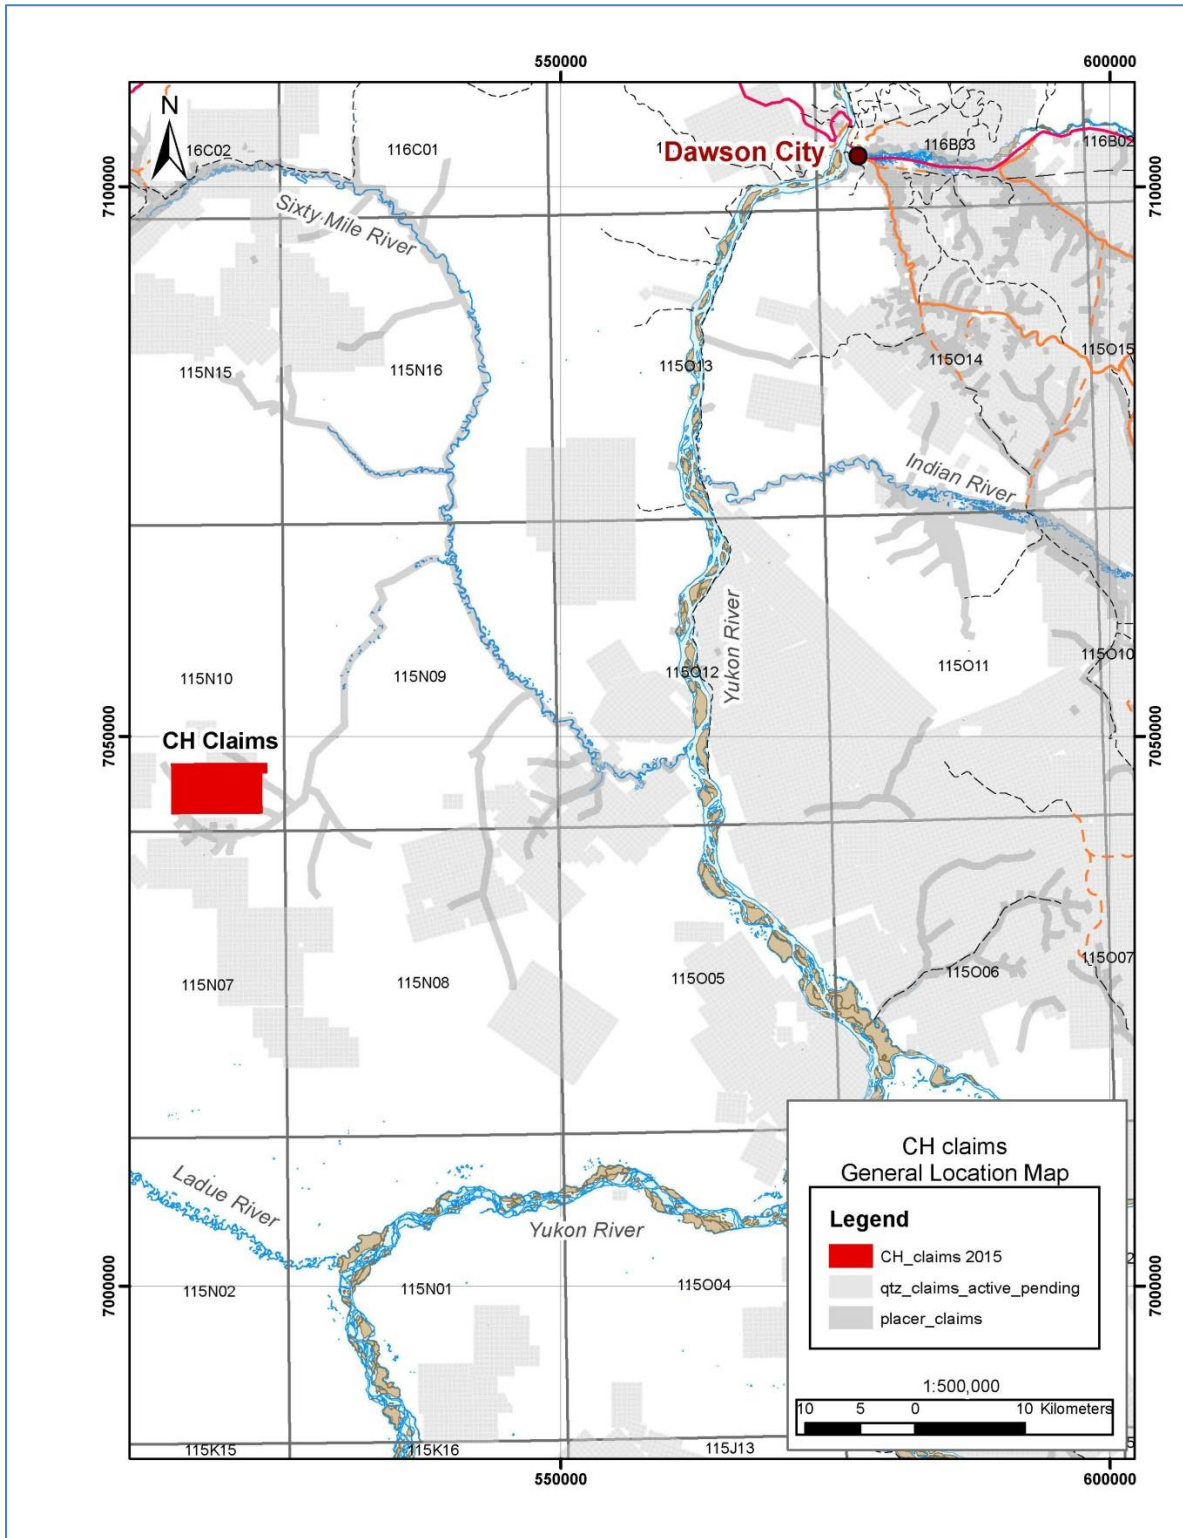 550000
600000
N
16C02
116C01
116B03
116B02
Dawson City
7100000
7100000
Sixty Mile River
115N15
115N16
115O13
115O14
115O15
Indian River
115N10
115N09
115O12
Yukon River
115O11
115O10
CH Claims
7050000
7050000
115N07
115N08
115O05
115O06
115O07
Ladue River
Yukon River
115N02
115N01
115O04
7000000
7000000
CH claims
General Location Map
Legend
CH_claims 2015
qtz_claims_active_pending
placer_claims
1:500,000
10 5 0 10 Kilometers
115K15
115K16
115J13
550000
600000